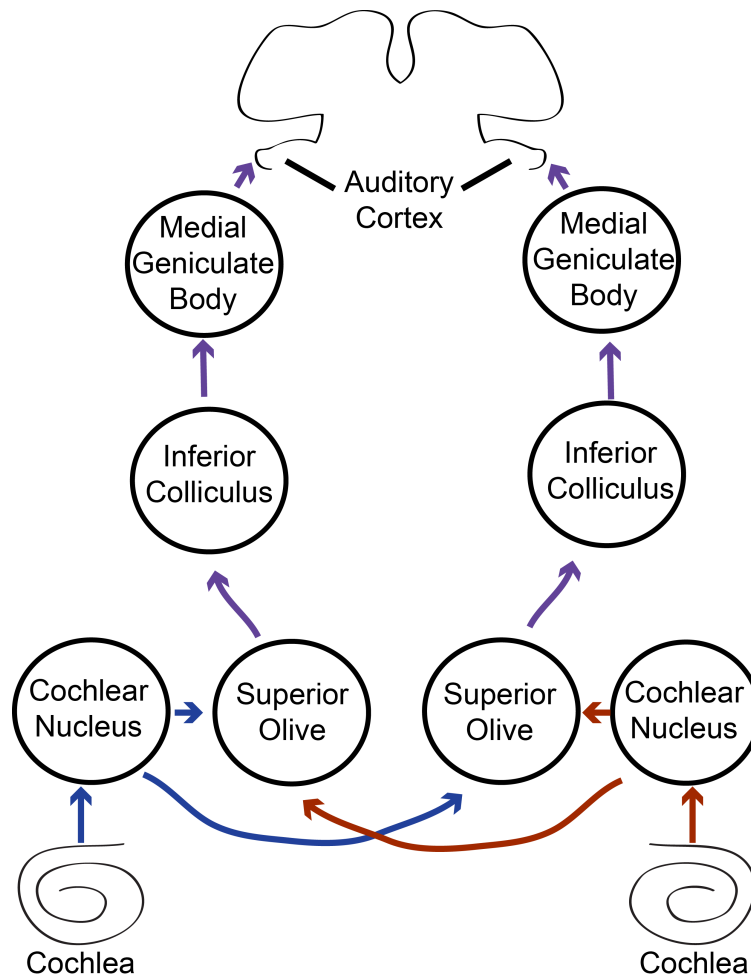 Auditory
Cortex
Medial
Geniculate
Body
Medial
Geniculate
Body
Inferior
Colliculus
Inferior
Colliculus
Cochlear
Nucleus
Superior
Olive
Superior
Olive
Cochlear
Nucleus
Cochlea
Cochlea